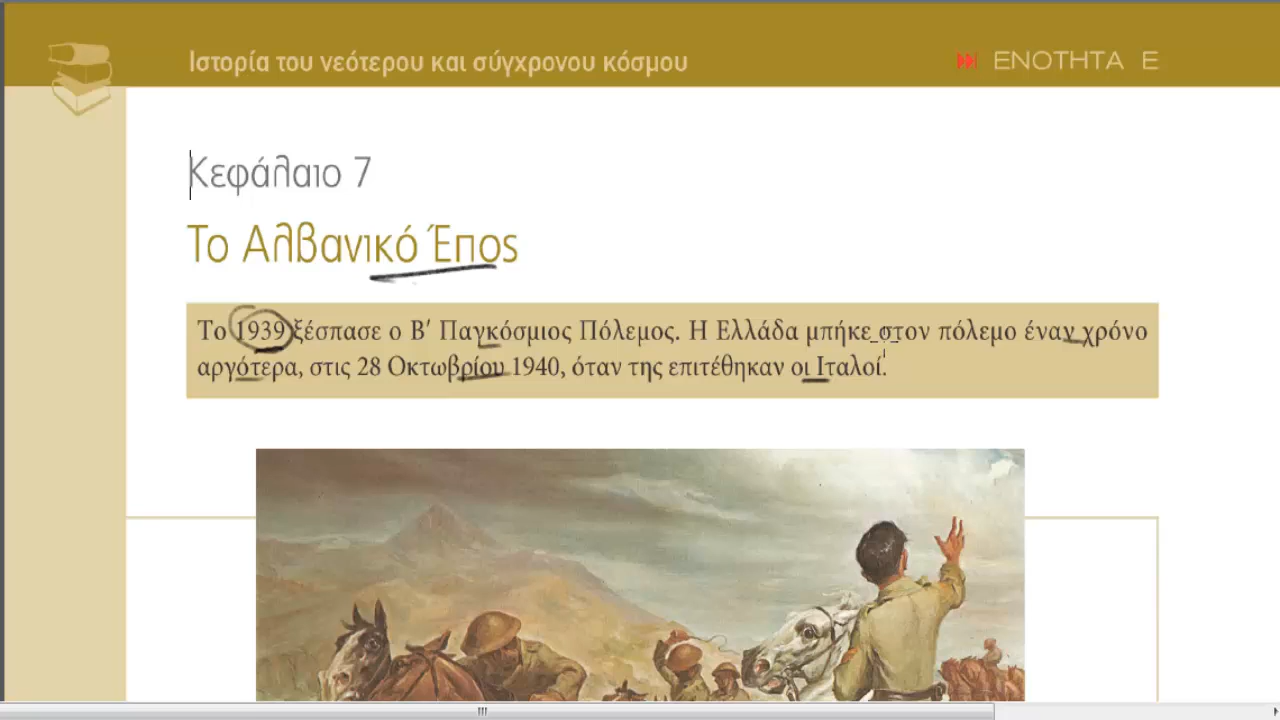 Ιστορία του νεότερου και σύγχρονου κόσμου
ΕΝΟΤΗΤΑ Ε
Κεφάλαιο 7
Το Αλβανικό Έπος
Το 1939 ξέσπασε ο Β′ Παγκόσμιος Πόλεμος. Η Ελλάδα μπήκε στον πόλεμο έναν χρόνο
αργότερα, στις 28 Οκτωβρίου 1940, όταν της επιτέθηκαν οι Ιταλοί.